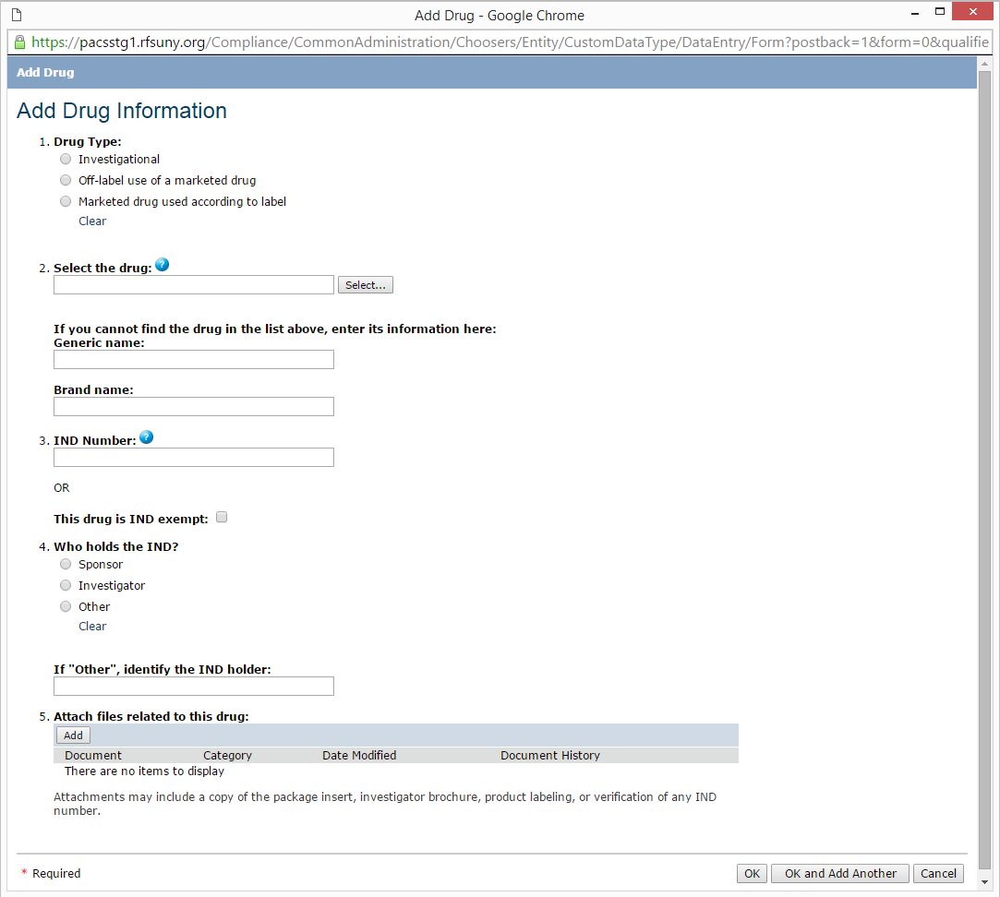 Add Drug - Google Chrome
https://pacsstg1.rfsuny.org/Compliance/CommonAdministration/Choosers/Entity/CustomDataType/DataEntry/Form?postback=1&form=0&qualifie
Add Drug
Add Drug Information
1. Drug Type:
Investigational
Off-label use of a marketed drug
Marketed drug used according to label
Clear
2. Select the drug: ?
Select...
If you cannot find the drug in the list above, enter its information here:
Generic name:
Brand name:
3. IND Number: ?
OR
This drug is IND exempt:
4. Who holds the IND?
Sponsor
Investigator
Other
Clear
If "Other", identify the IND holder:
5. Attach files related to this drug:
Add
Document Category Date Modified Document History
There are no items to display
Attachments may include a copy of the package insert, investigator brochure, product labeling, or verification of any IND
number.
* Required OK OK and Add Another Cancel